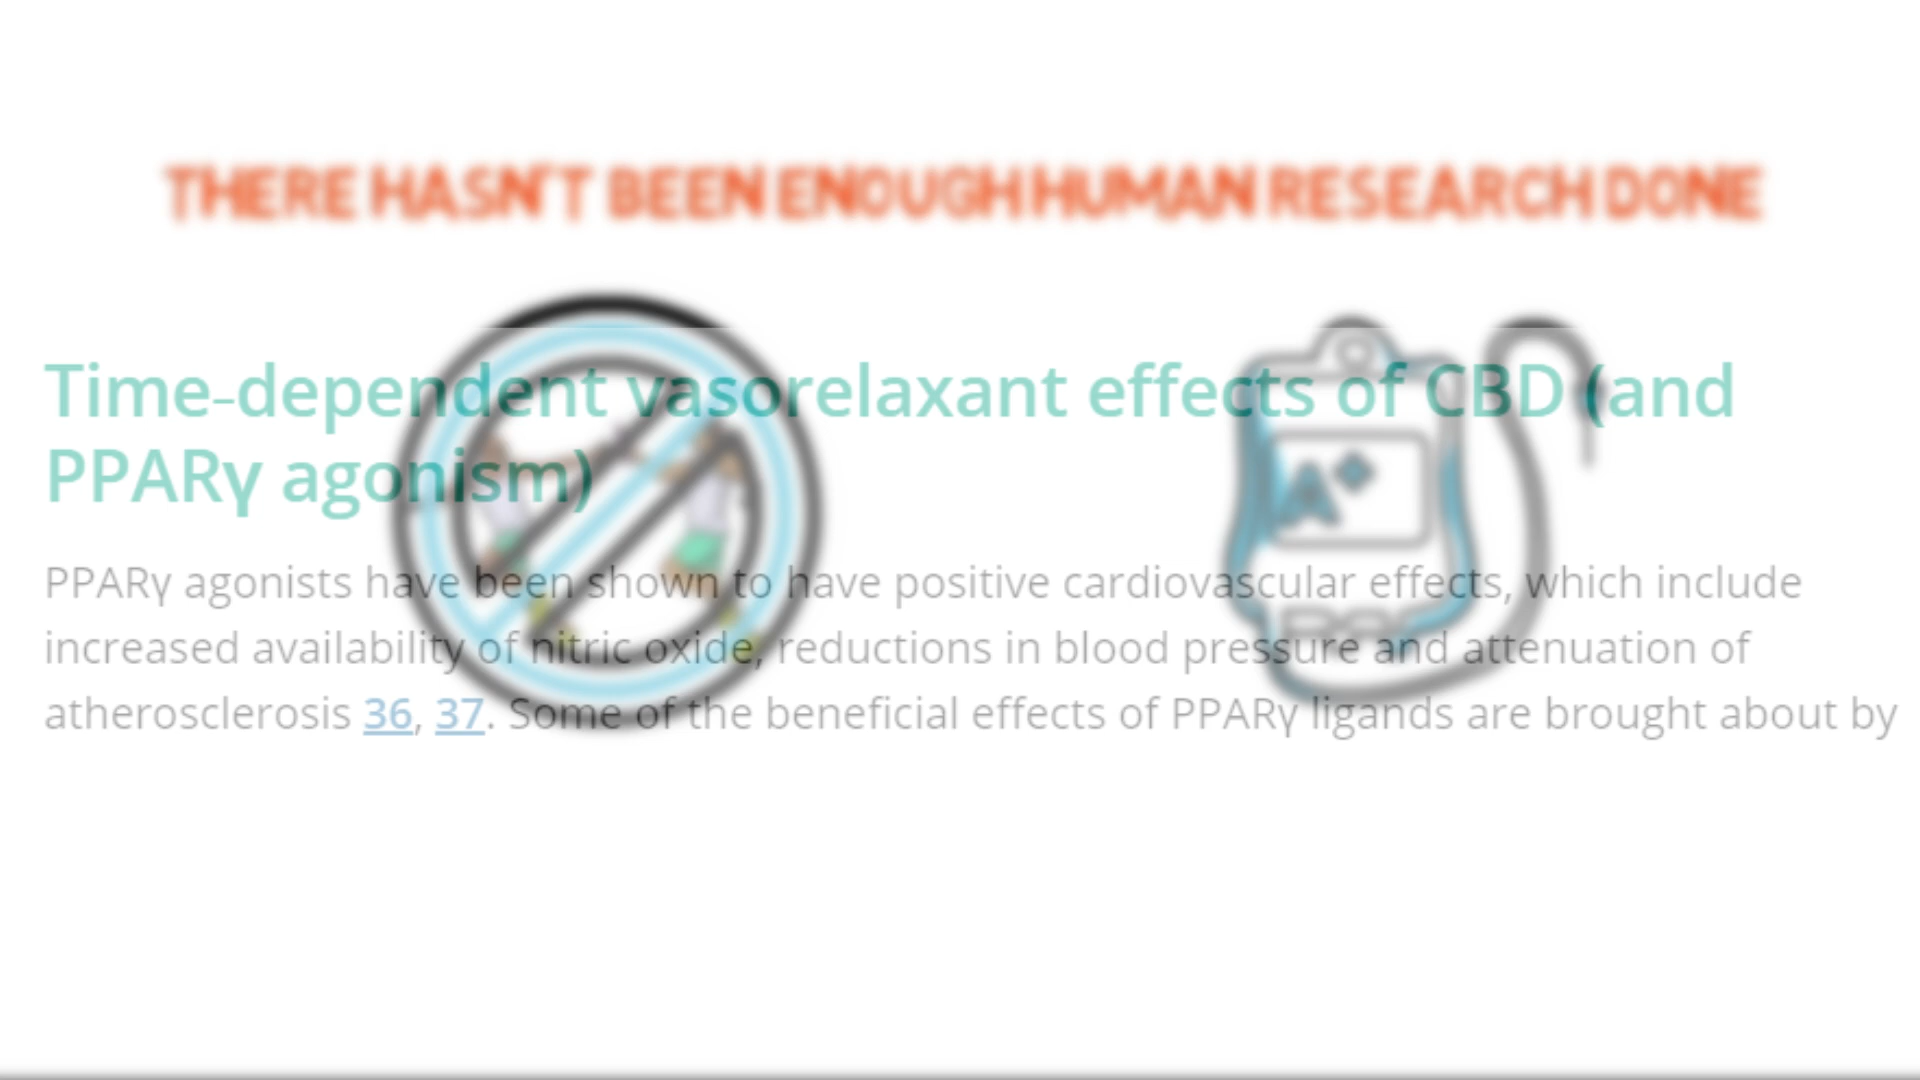 THERE HASN'T BEEN ENOUGH HUMAN RESEARCH DONE
Time-dependent vasorelaxant effects of CBD (and
PPARγ agonism)
A+
PPARγ agonists have been shown to have positive cardiovascular effects, which include
increased availability of nitric oxide, reductions in blood pressure and attenuation of
atherosclerosis 36, 37. Some of the beneficial effects of PPARγ ligands are brought about by